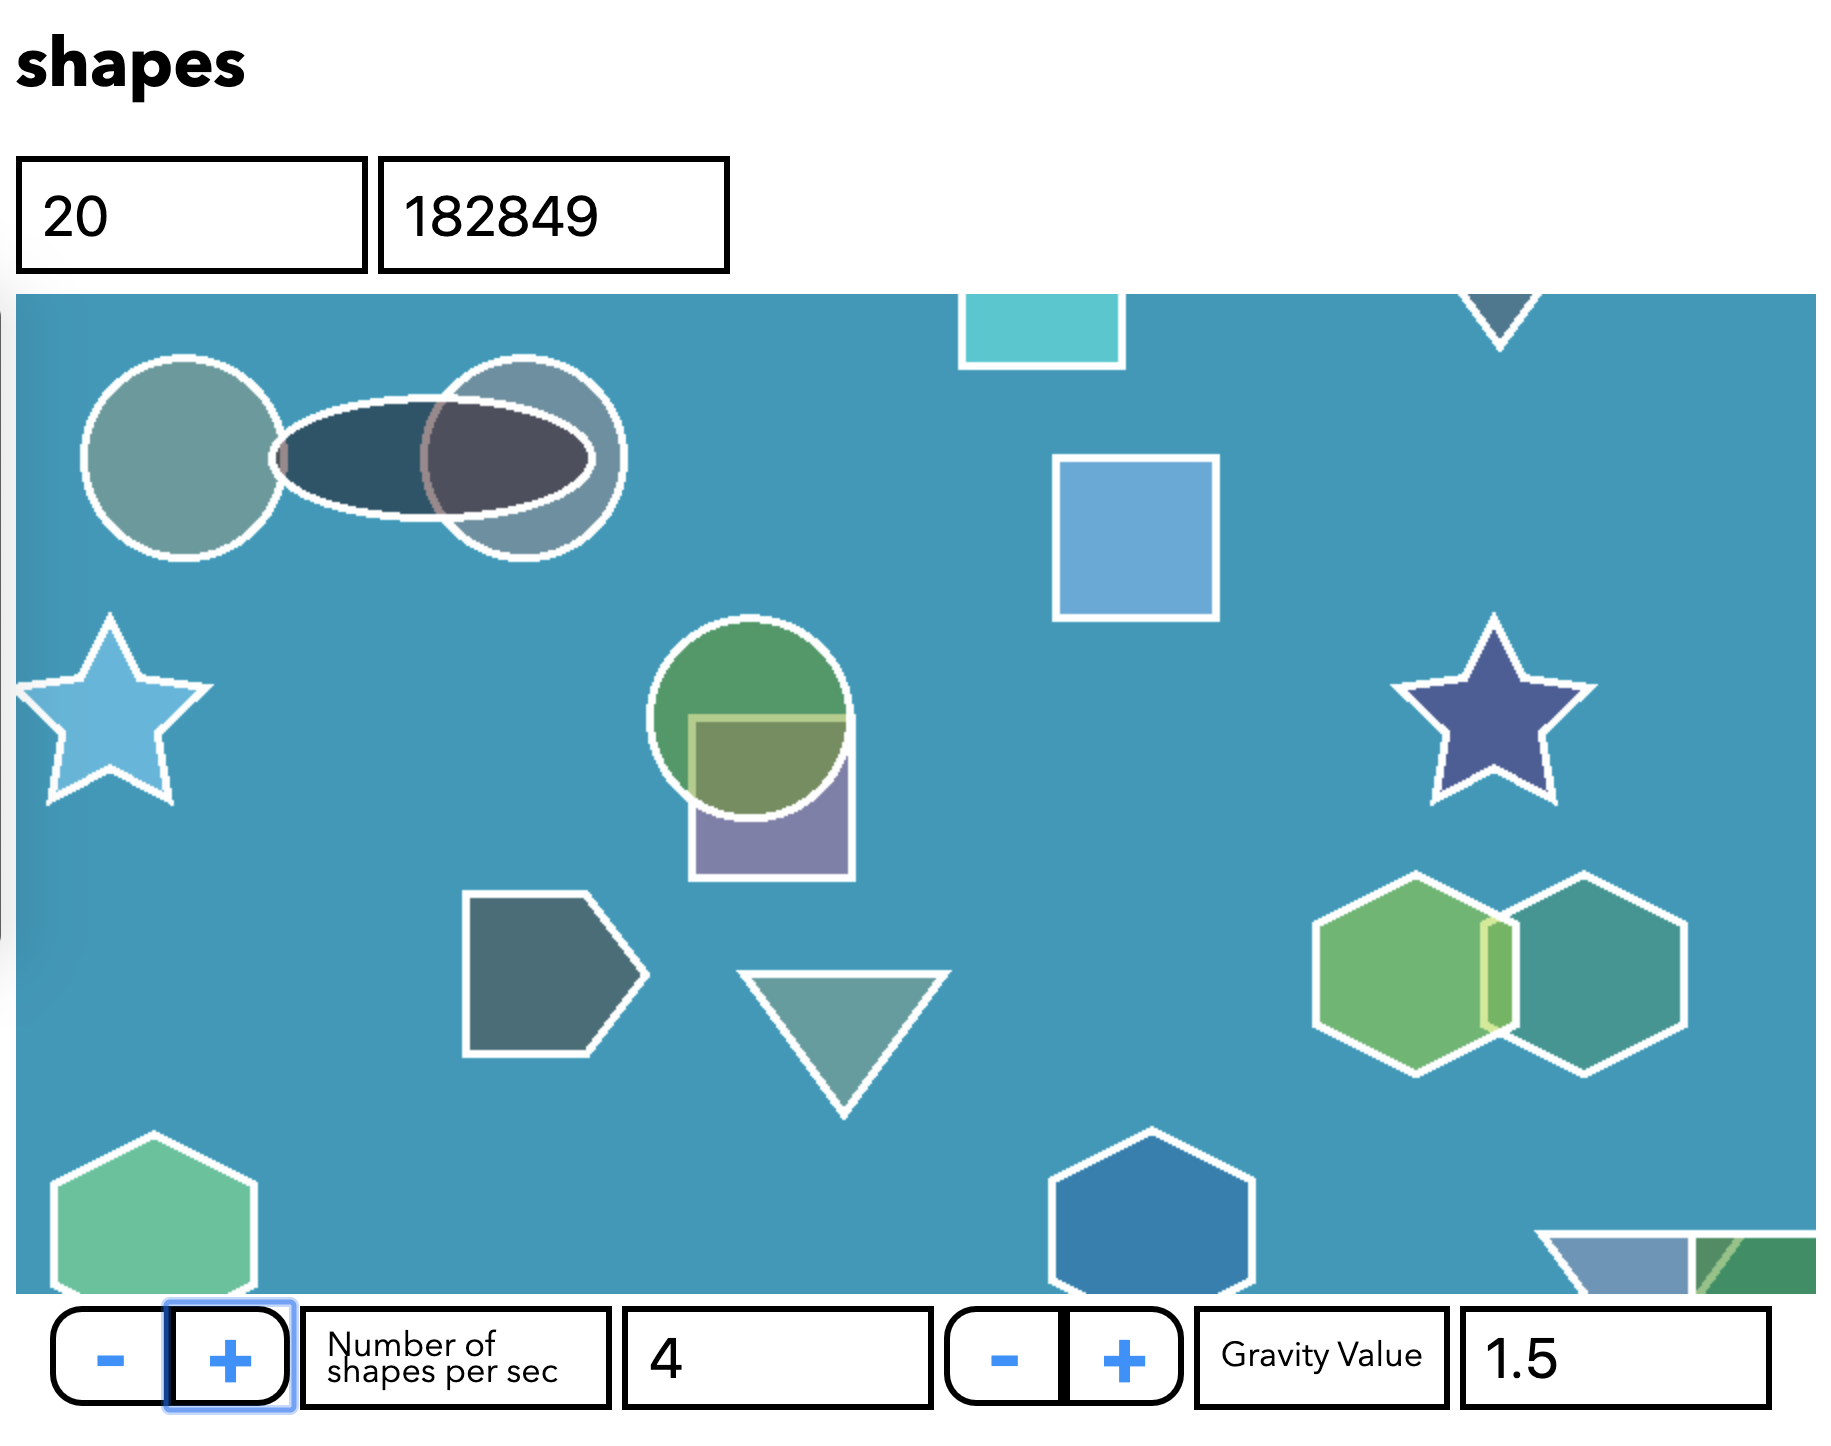 shapes
20
182849
- + Number of
shapes per sec
4
- + Gravity Value
1.5